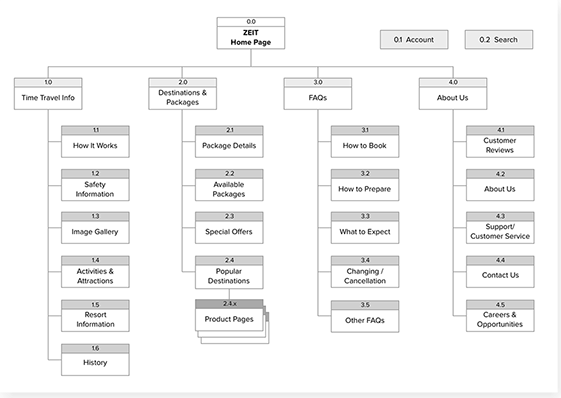 0.0
ZEIT
Home Page
0.1 Account
0.2 Search
1.0
Time Travel Info
2.0
Destinations &
Packages
3.0
FAQs
4.0
About Us
1.1
How It Works
1.2
Safety
Information
1.3
Image Gallery
1.4
Activities &
Attractions
1.5
Resort
Information
1.6
History
2.1
Package Details
2.2
Available
Packages
2.3
Special Offers
2.4
Popular
Destinations
2.4.x
Product Pages
3.1
How to Book
3.2
How to Prepare
3.3
What to Expect
3.4
Changing /
Cancellation
3.5
Other FAQs
4.1
Customer
Reviews
4.2
About Us
4.3
Support/
Customer Service
4.4
Contact Us
4.5
Careers &
Opportunities